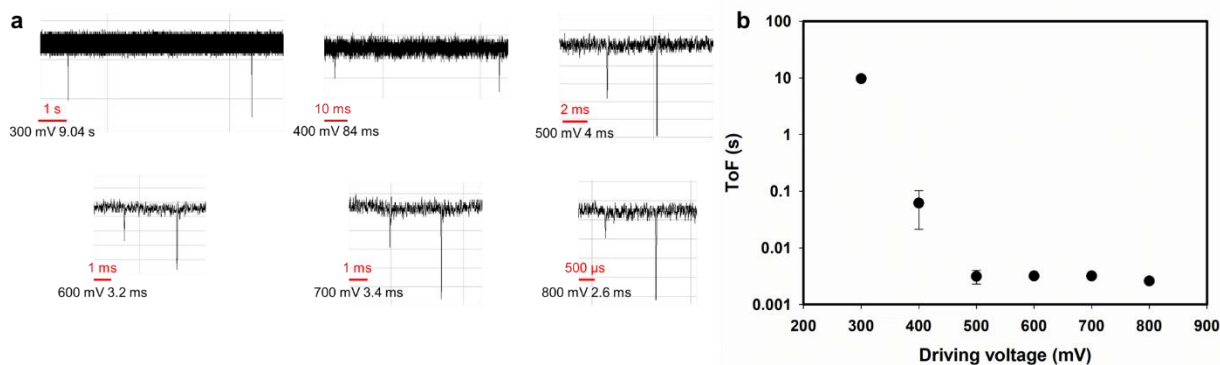 a
1 s
300 mV 9.04 s
10 ms
400 mV 84 ms
2 ms
500 mV 4 ms
1 ms
600 mV 3.2 ms
1 ms
700 mV 3.4 ms
500 µs
800 mV 2.6 ms
b
ToF (s)
100
10
1
0.1
0.01
0.001
200 300 400 500 600 700 800 900
Driving voltage (mV)